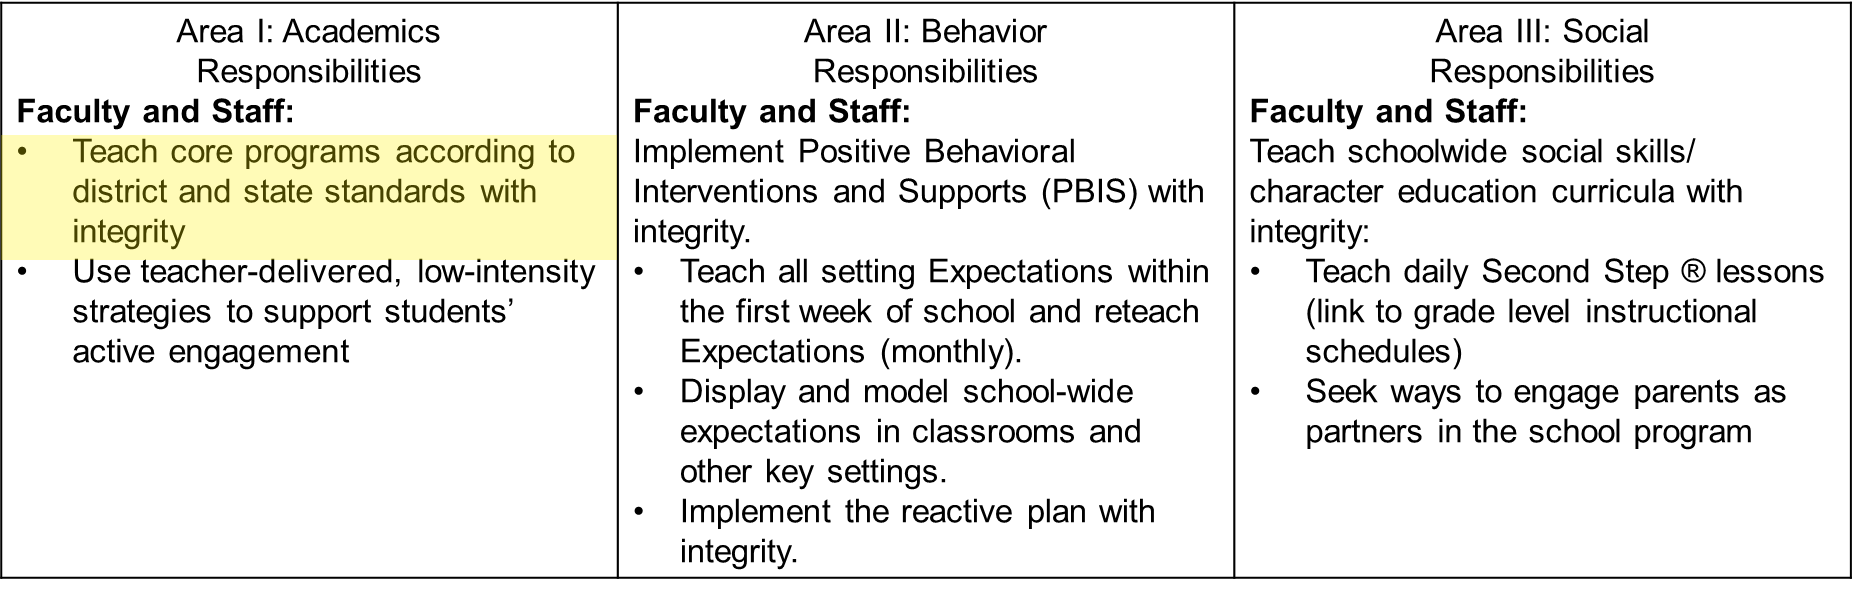 Area I: Academics
Responsibilities
Faculty and Staff:
• Teach core programs according to
district and state standards with
integrity
• Use teacher-delivered, low-intensity
strategies to support students’
active engagement
Area II: Behavior
Responsibilities
Faculty and Staff:
Implement Positive Behavioral
Interventions and Supports (PBIS) with
integrity.
• Teach all setting Expectations within
the first week of school and reteach
Expectations (monthly).
• Display and model school-wide
expectations in classrooms and
other key settings.
• Implement the reactive plan with
integrity.
Area III: Social
Responsibilities
Faculty and Staff:
Teach schoolwide social skills/
character education curricula with
integrity:
• Teach daily Second Step ® lessons
(link to grade level instructional
schedules)
• Seek ways to engage parents as
partners in the school program